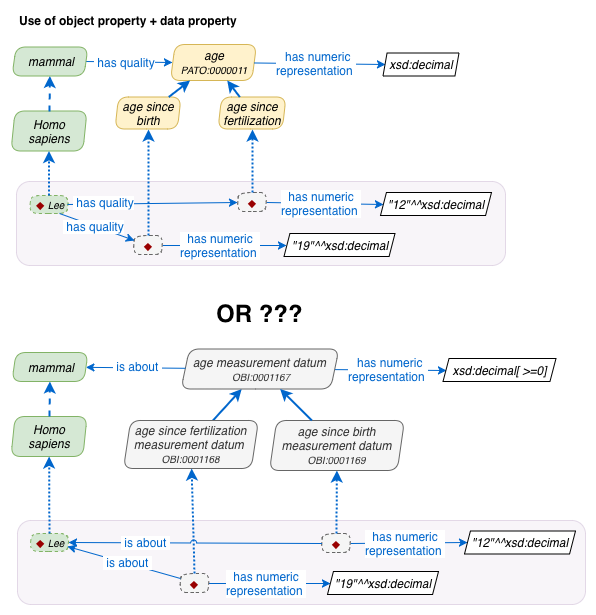 Use of object property + data property
mammal
has quality
age
PATO:0000011
has numeric
representation
xsd:decimal
age since
birth
age since
fertilization
Homo
sapiens
Lee
has quality
has numeric
representation
"12"^^xsd:decimal
has quality
has numeric
representation
"19"^^xsd:decimal
OR ???
mammal
is about
age measurement datum
OBI:0001167
has numeric
representation
xsd:decimal[ >=0]
Homo
sapiens
age since fertilization
measurement datum
OBI:0001168
age since birth
measurement datum
OBI:0001169
Lee
is about
has numeric
representation
"12"^^xsd:decimal
is about
has numeric
representation
"19"^^xsd:decimal